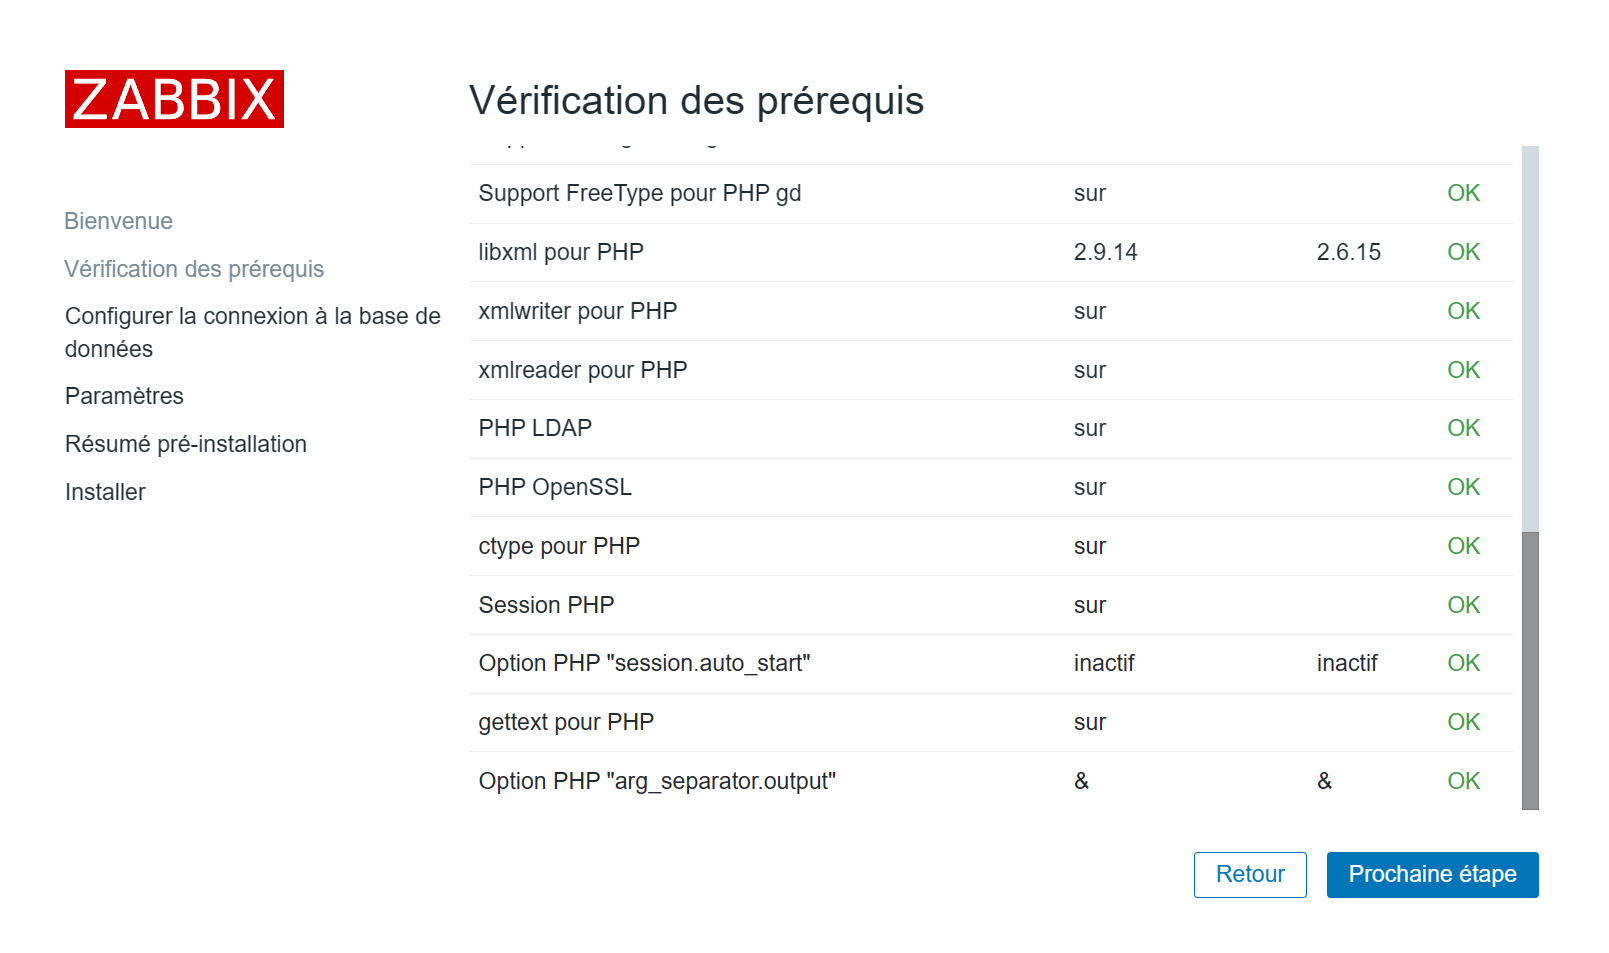 ZABBIX
Vérification des prérequis
Bienvenue
Vérification des prérequis
Configurer la connexion à la base de
données
Paramètres
Résumé pré-installation
Installer
Support FreeType pour PHP gd sur OK
libxml pour PHP 2.9.14 2.6.15 OK
xmlwriter pour PHP sur OK
xmlreader pour PHP sur OK
PHP LDAP sur OK
PHP OpenSSL sur OK
ctype pour PHP sur OK
Session PHP sur OK
Option PHP "session.auto_start" inactif inactif OK
gettext pour PHP sur OK
Option PHP "arg_separator.output" & & OK
Retour Prochaine étape